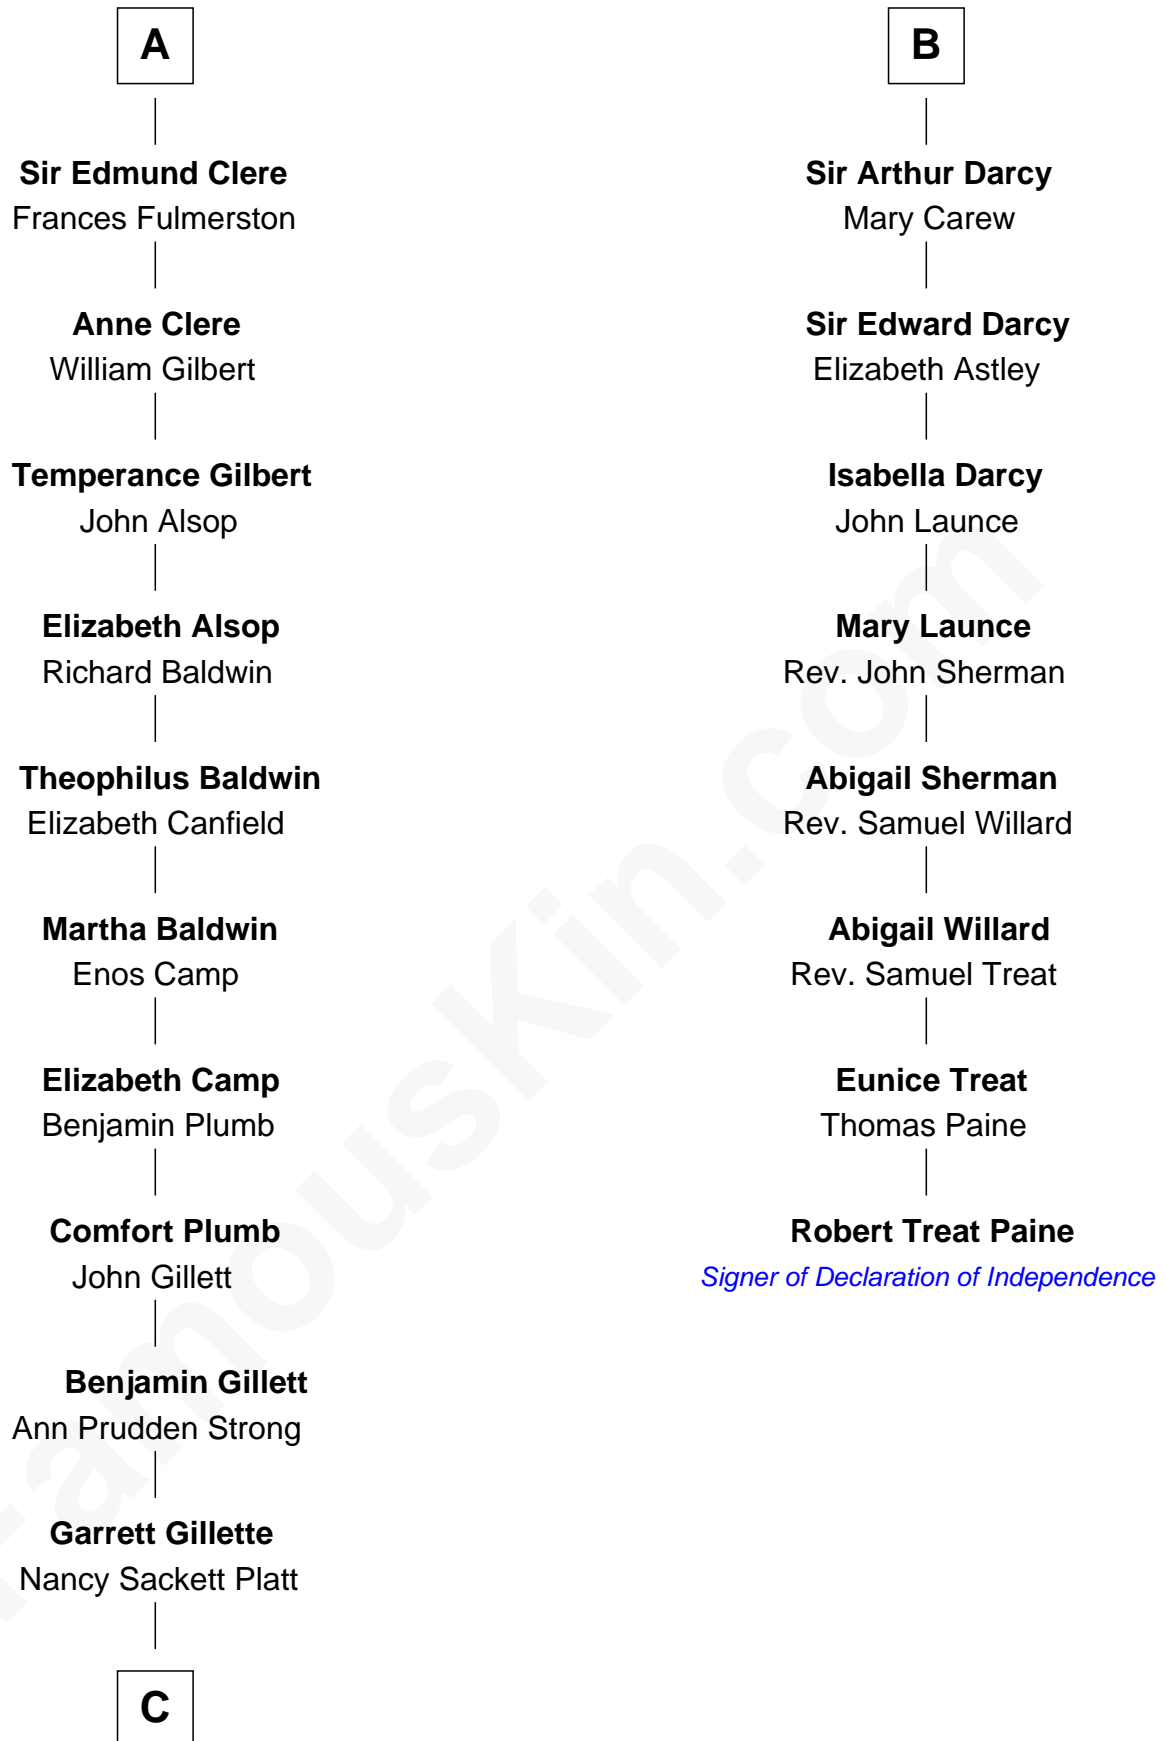 A
Sir Edmund Clere
Frances Fulmerston
Anne Clere
William Gilbert
Temperance Gilbert
John Alsop
Elizabeth Alsop
Richard Baldwin
Theophilus Baldwin
Elizabeth Canfield
Martha Baldwin
Enos Camp
Elizabeth Camp
Benjamin Plumb
Comfort Plumb
John Gillett
Benjamin Gillett
Ann Prudden Strong
Garrett Gillette
Nancy Sackett Platt
C
B
Sir Arthur Darcy
Mary Carew
Sir Edward Darcy
Elizabeth Astley
Isabella Darcy
John Launce
Mary Launce
Rev. John Sherman
Abigail Sherman
Rev. Samuel Willard
Abigail Willard
Rev. Samuel Treat
Eunice Treat
Thomas Paine
Robert Treat Paine
Signer of Declaration of Independence
FamousKin.com